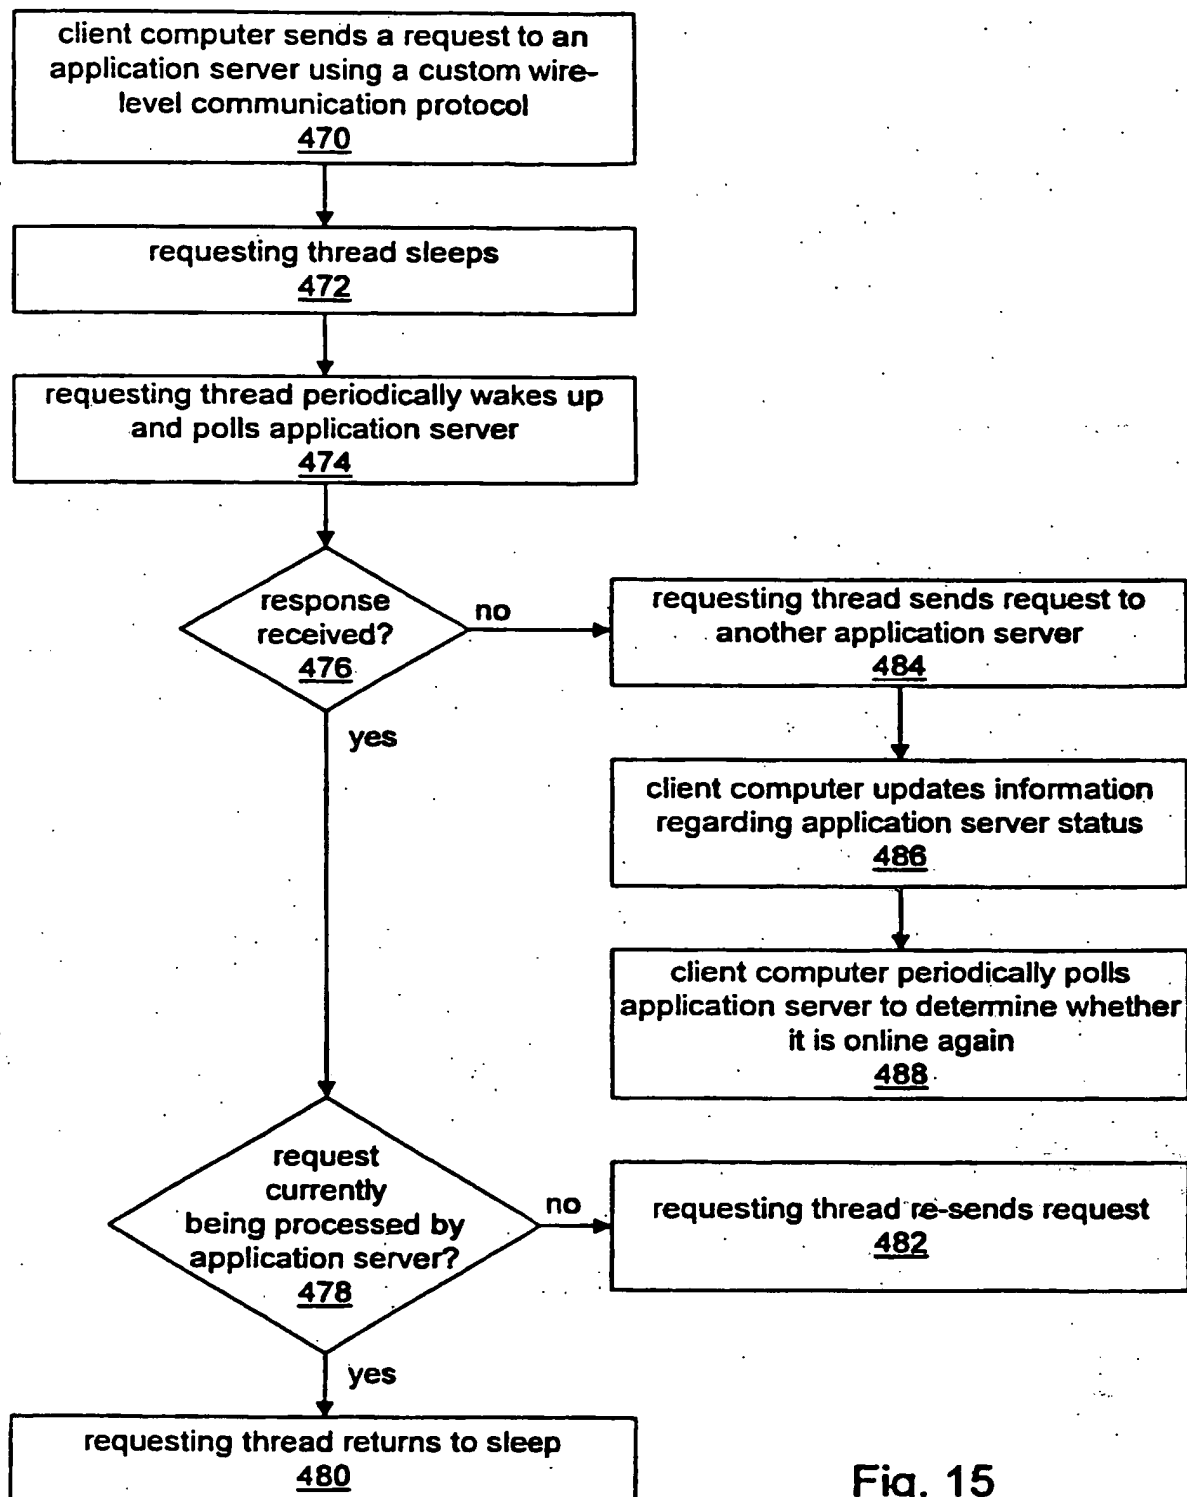 client computer sends a request to an
application server using a custom wire-
level communication protocol
470
requesting thread sleeps
472
requesting thread periodically wakes up
and polls application server
474
response
received?
476
no
yes
requesting thread sends request to
another application server
484
client computer updates information
regarding application server status
486
client computer periodically polls
application server to determine whether
it is online again
488
request
currently
being processed by
application server?
478
no
yes
requesting thread re-sends request
482
requesting thread returns to sleep
480
Fig. 15